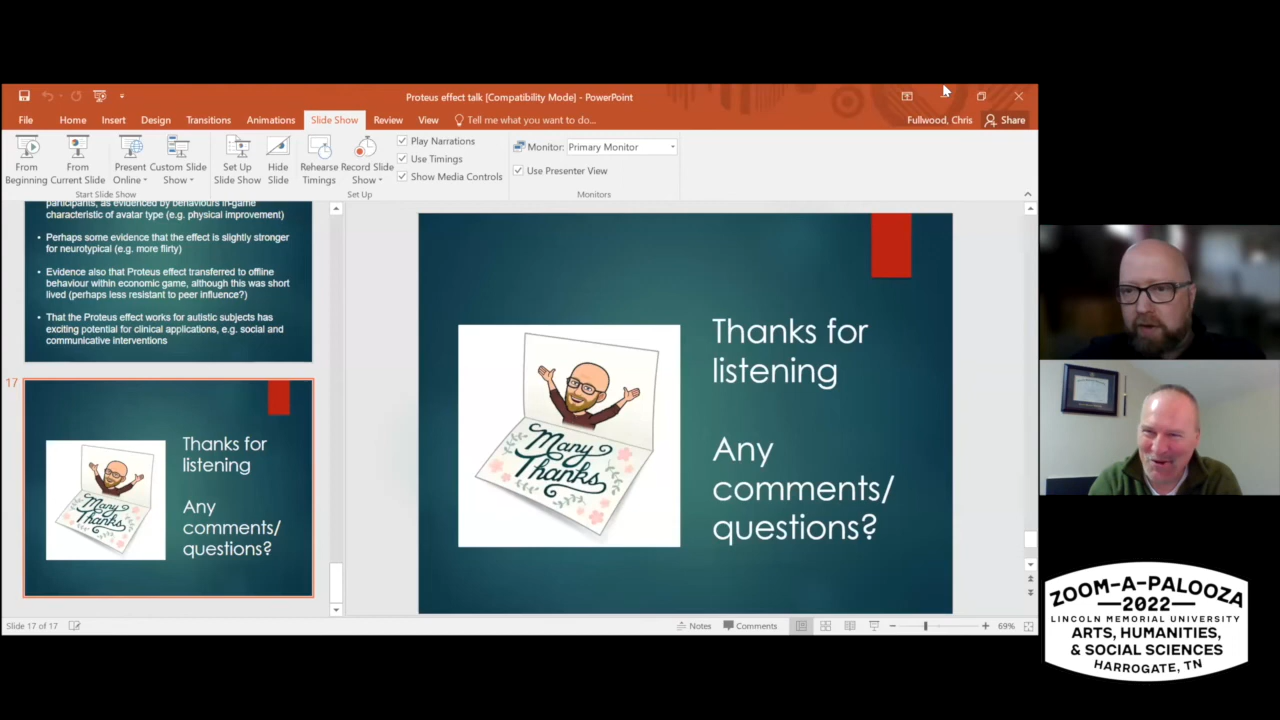 Proteus effect talk [Compatibility Mode] - PowerPoint
File Home Insert Design Transitions Animations Slide Show Review View Tell me what you want to do... Fullwood, Chris Share
From Beginning
From Current Slide
Present Online
Custom Slide Show
Set Up Slide Show
Hide Slide
Rehearse Timings
Record Slide Show
Play Narrations
Use Timings
Show Media Controls
Monitor: Primary Monitor
Use Presenter View
Start Slide Show
Set Up
Monitors
participants, as evidenced by behaviours in-game
characteristic of avatar type (e.g. physical improvement)
• Perhaps some evidence that the effect is slightly stronger
for neurotypical (e.g. more flirty)
• Evidence also that Proteus effect transferred to offline
behaviour within economic game, although this was short
lived (perhaps less resistant to peer influence?)
• That the Proteus effect works for autistic subjects has
exciting potential for clinical applications, e.g. social and
communicative interventions
17
Many
Thanks
Thanks for
listening
Any
comments/
questions?
Many
Thanks
Thanks for
listening
Any
comments/
questions?
Slide 17 of 17
Notes Comments 69%
ZOOM-A-PALOOZA
2022
LINCOLN MEMORIAL UNIVERSITY
ARTS, HUMANITIES,
& SOCIAL SCIENCES
HARROGATE, TN